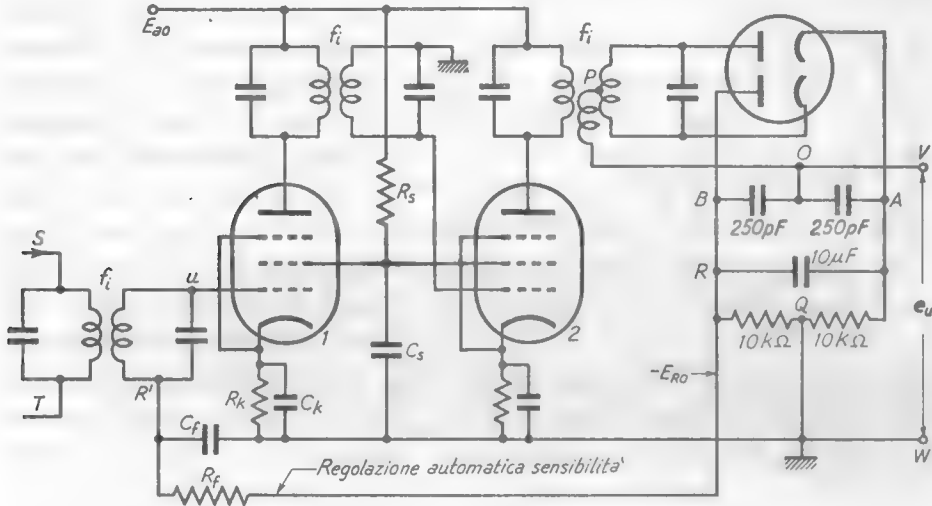 E_ao
f_i
f_i
P
O
V
B
A
250pF
250pF
R_s
10μF
S
f_i
u
R
e_u
1
2
Q
C_s
10kΩ
10kΩ
T
R'
R_k
C_k
-E_RO
C_f
W
R_f
Regolazione automatica sensibilità